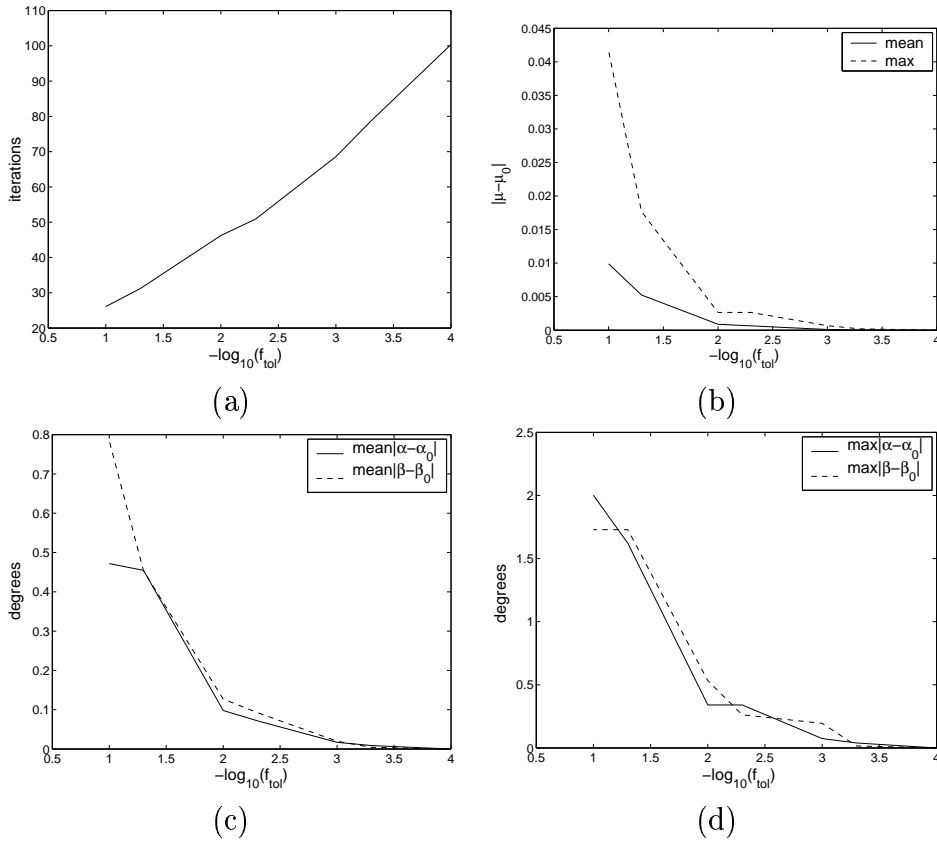 110
100
90
80
70
60
50
40
30
20
iterations
0.5 1 1.5 2 2.5 3 3.5 4
−log10(ftol)
(a)
0.045
0.04
0.035
0.03
0.025
0.02
0.015
0.01
0.005
0
|μ−μ0|
mean
max
0.5 1 1.5 2 2.5 3 3.5 4
−log10(ftol)
(b)
0.8
0.7
0.6
0.5
0.4
0.3
0.2
0.1
0
degrees
mean|α−α0|
mean|β−β0|
0.5 1 1.5 2 2.5 3 3.5 4
−log10(ftol)
(c)
2.5
2
1.5
1
0.5
0
degrees
max|α−α0|
max|β−β0|
0.5 1 1.5 2 2.5 3 3.5 4
−log10(ftol)
(d)